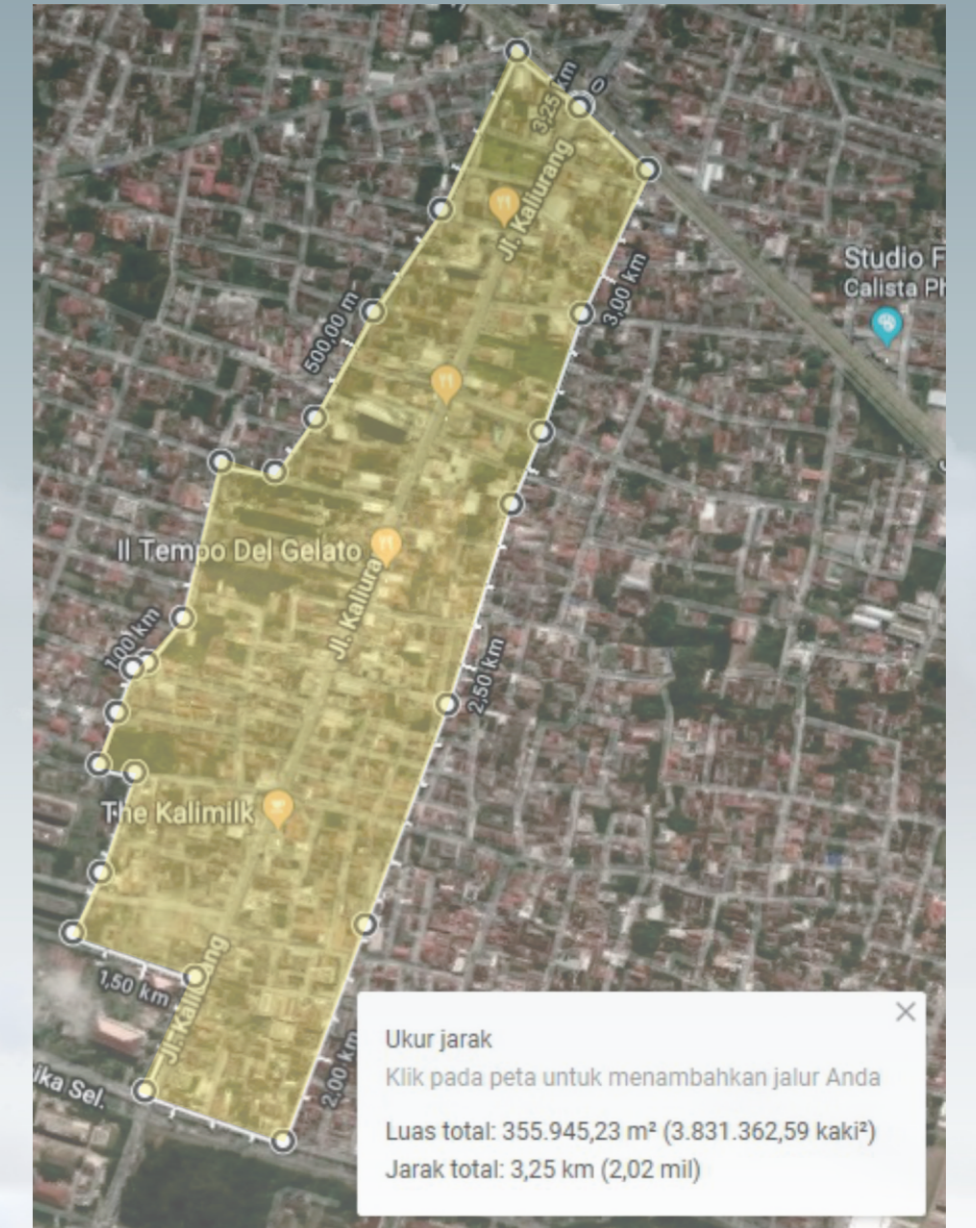 3,25 km
0
Jl. Kaliurang
Studio F
Calista Ph
3,00 km
500,00 m
Il Tempo Del Gelato
Jl. Kaliura
1,00 km
2,50 km
The Kalimilk
1,50 km
Jl. Kaliurang
ika Sel.
2,00 km
Ukur jarak
Klik pada peta untuk menambahkan jalur Anda
Luas total: 355.945,23 m² (3.831.362,59 kaki²)
Jarak total: 3,25 km (2,02 mil)